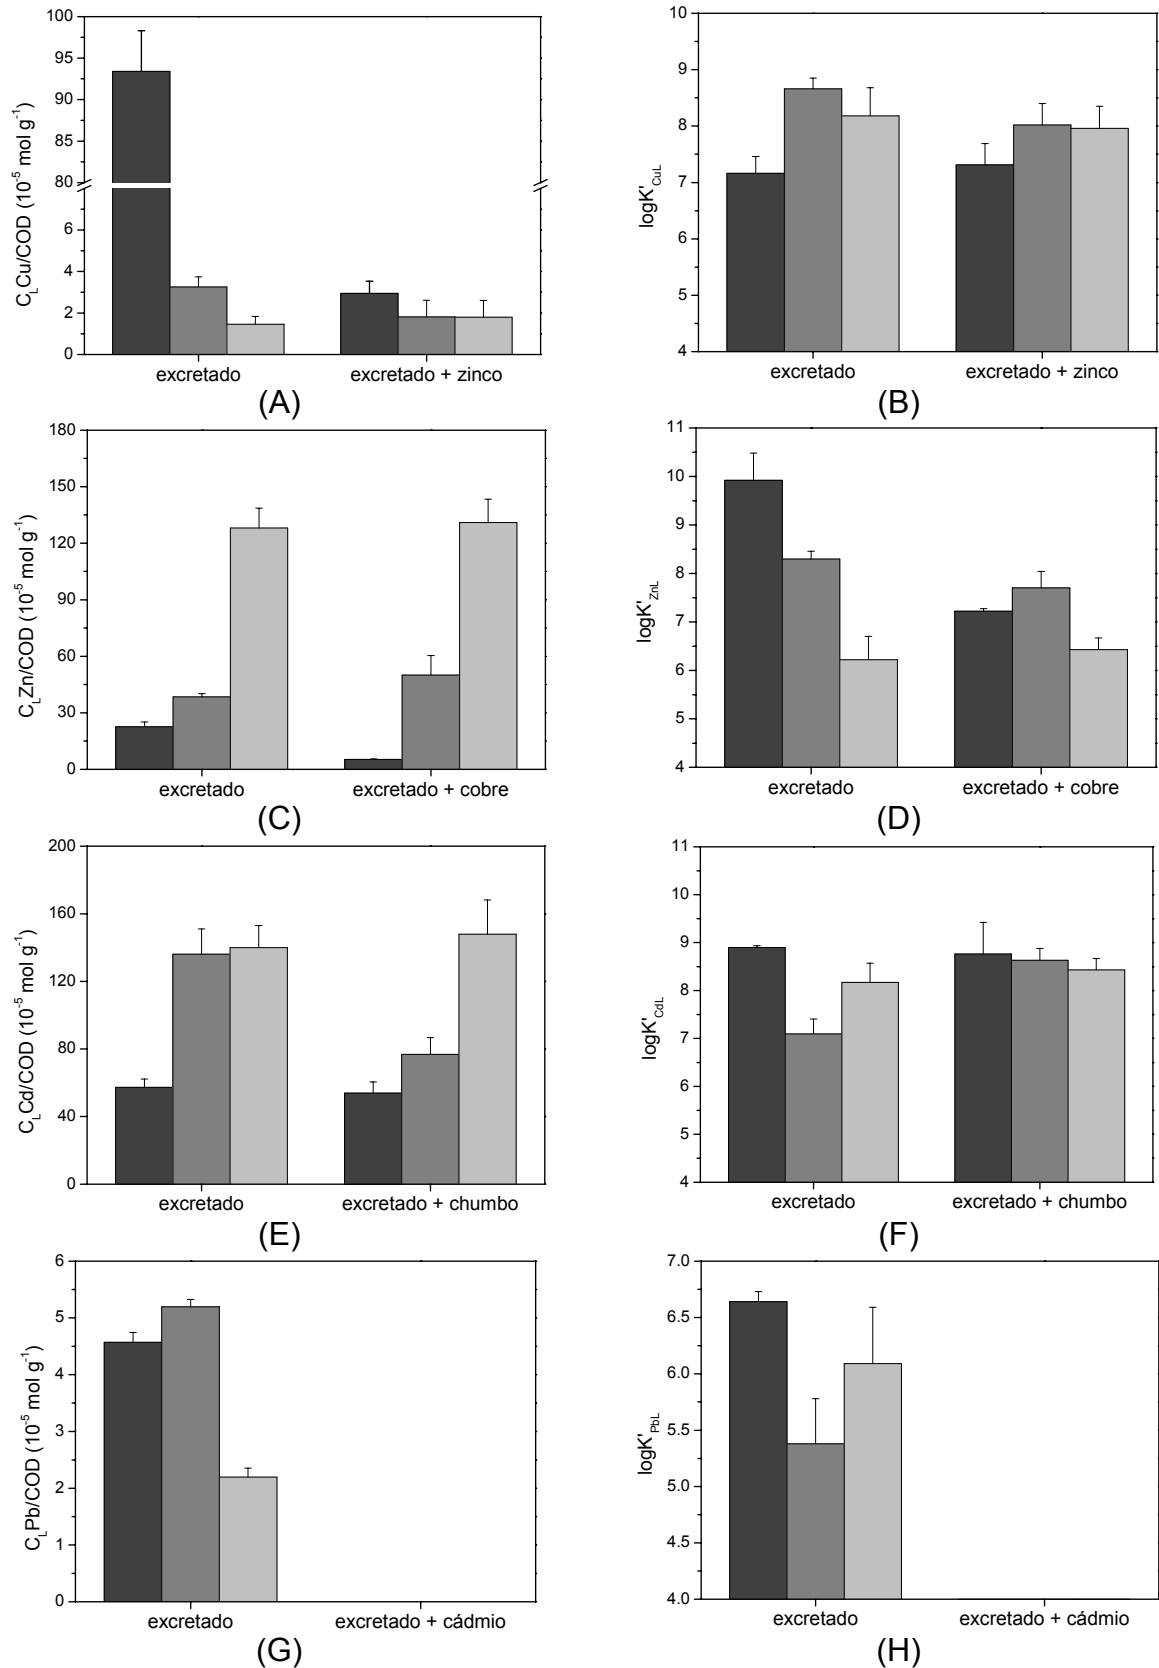 100
95
90
85
80
6
4
2
0
C_LCu/COD (10^-5 mol g^-1)
excretado
excretado + zinco
(A)
10
9
8
7
6
5
4
logK'_CuL
excretado
excretado + zinco
(B)
180
150
120
90
60
30
0
C_LZn/COD (10^-5 mol g^-1)
excretado
excretado + cobre
(C)
11
10
9
8
7
6
5
4
logK'_ZnL
excretado
excretado + cobre
(D)
200
160
120
80
40
0
C_LCd/COD (10^-5 mol g^-1)
excretado
excretado + chumbo
(E)
11
10
9
8
7
6
5
4
logK'_CdL
excretado
excretado + chumbo
(F)
6
5
4
3
2
1
0
C_LPb/COD (10^-5 mol g^-1)
excretado
excretado + cádmio
(G)
7.0
6.5
6.0
5.5
5.0
4.5
4.0
logK'_PbL
excretado
excretado + cádmio
(H)